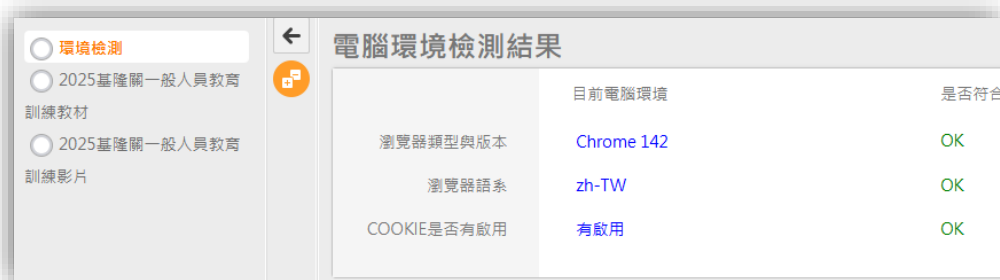 環境檢測
2025基隆關一般人員教育
訓練教材
2025基隆關一般人員教育
訓練影片
電腦環境檢測結果
目前電腦環境 是否符合
瀏覽器類型與版本 Chrome 142 OK
瀏覽器語系 zh-TW OK
COOKIE是否有啟用 有啟用 OK